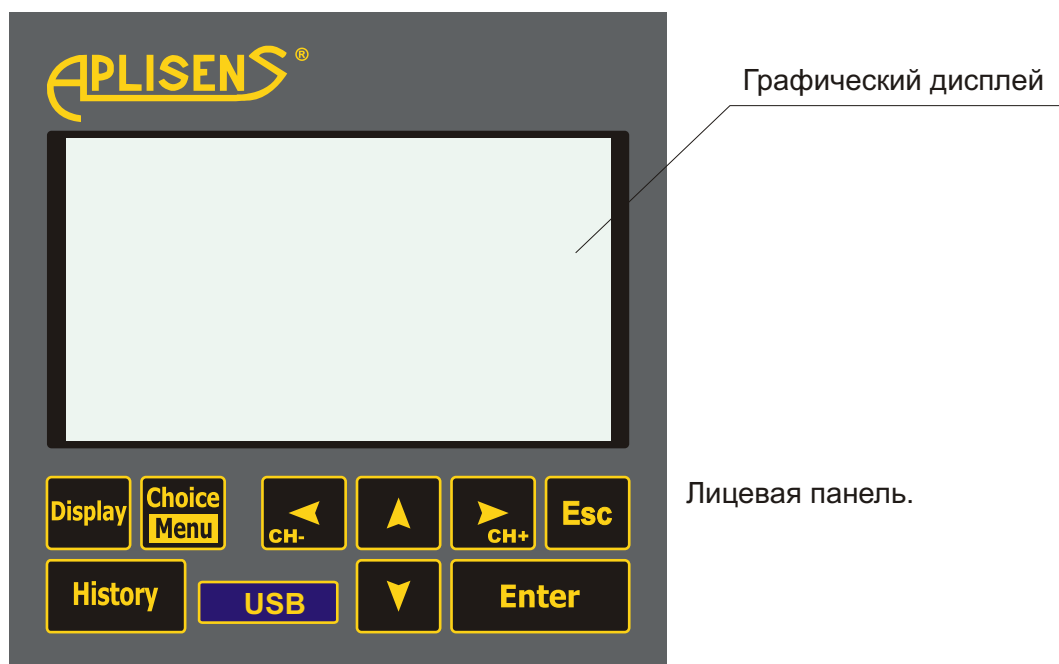 APLISENS®
Графический дисплей
Display
Choice
Menu
CH-
CH+
Esc
Лицевая панель.
History
USB
Enter